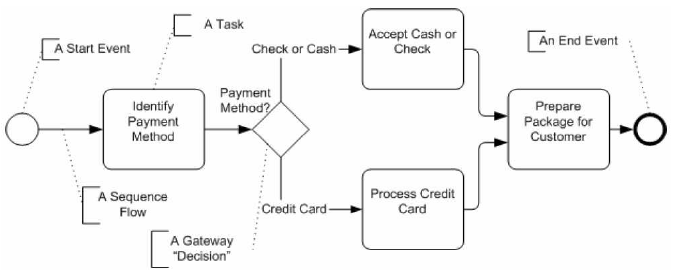 A Start Event
A Task
Check or Cash
Accept Cash or
Check
An End Event
Identify
Payment
Method
Payment
Method?
Prepare
Package for
Customer
A Sequence
Flow
Credit Card
Process Credit
Card
A Gateway
"Decision"